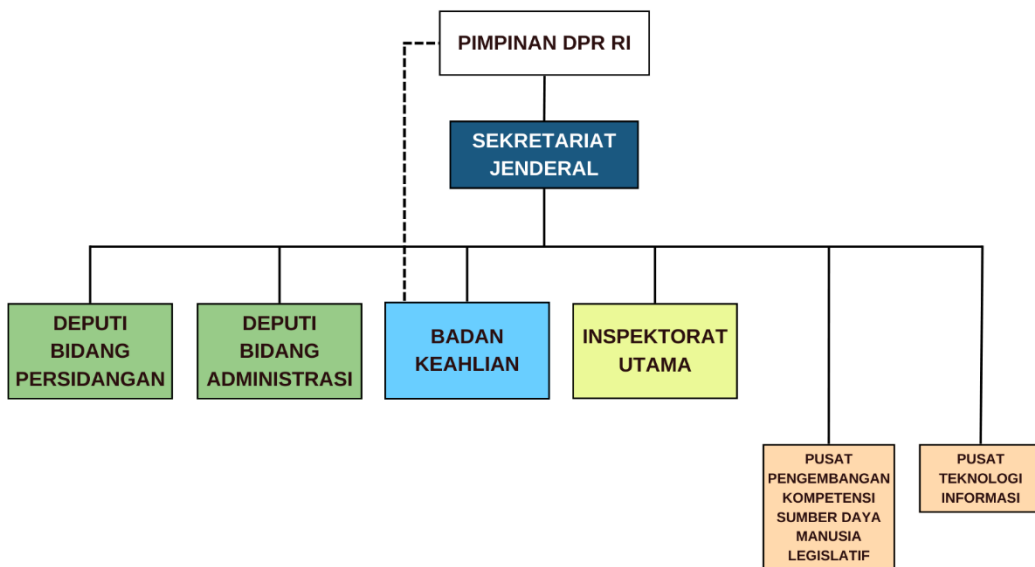 PIMPINAN DPR RI
SEKRETARIAT
JENDERAL
DEPUTI
BIDANG
PERSIDANGAN
DEPUTI
BIDANG
ADMINISTRASI
BADAN
KEAHLIAN
INSPEKTORAT
UTAMA
PUSAT
PENGEMBANGAN
KOMPETENSI
SUMBER DAYA
MANUSIA
LEGISLATIF
PUSAT
TEKNOLOGI
INFORMASI